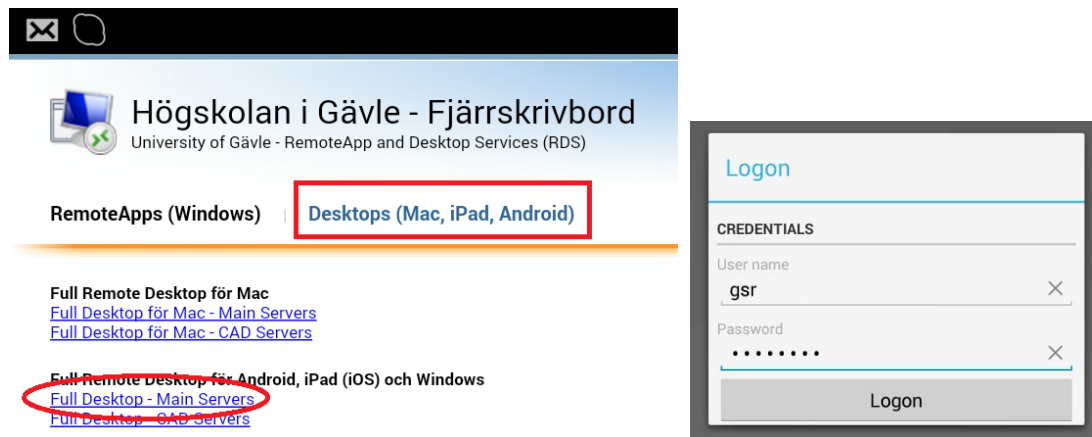 Högskolan i Gävle - Fjärrskrivbord
University of Gävle - RemoteApp and Desktop Services (RDS)
RemoteApps (Windows) | Desktops (Mac, iPad, Android)
Full Remote Desktop för Mac
Full Desktop för Mac - Main Servers
Full Desktop för Mac - CAD Servers
Full Remote Desktop för Android, iPad (iOS) och Windows
Full Desktop - Main Servers
Full Desktop - CAD Servers
Logon
CREDENTIALS
User name
gsr
Password
••••••••
Logon